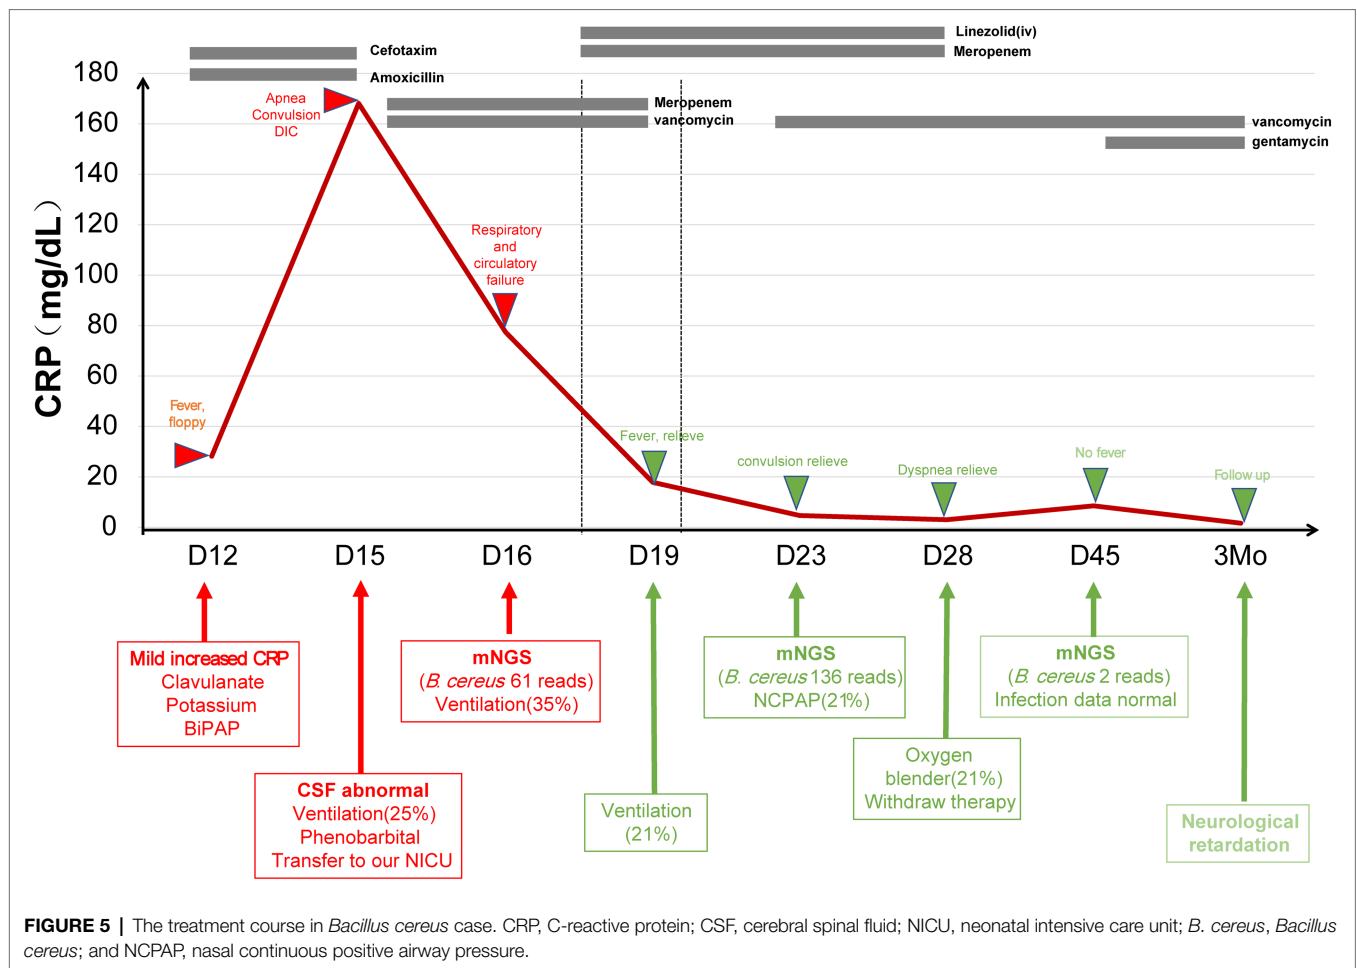 Linezolid(iv)
Meropenem
Cefotaxim
Amoxicillin
Meropenem
vancomycin
vancomycin
gentamycin
CRP（mg/dL）
180
160
140
120
100
80
60
40
20
0
Fever,
floppy
Apnea
Convulsion
DIC
Respiratory
and
circulatory
failure
Fever, relieve
convulsion relieve
Dyspnea relieve
No fever
Follow up
D12 D15 D16 D19 D23 D28 D45 3Mo
Mild increased CRP
Clavulanate
Potassium
BiPAP
CSF abnormal
Ventilation(25%)
Phenobarbital
Transfer to our NICU
mNGS
(B. cereus 61 reads)
Ventilation(35%)
Ventilation
(21%)
mNGS
(B. cereus 136 reads)
NCPAP(21%)
Oxygen
blender(21%)
Withdraw therapy
mNGS
(B. cereus 2 reads)
Infection data normal
Neurological
retardation
FIGURE 5 | The treatment course in Bacillus cereus case. CRP, C-reactive protein; CSF, cerebral spinal fluid; NICU, neonatal intensive care unit; B. cereus, Bacillus
cereus; and NCPAP, nasal continuous positive airway pressure.